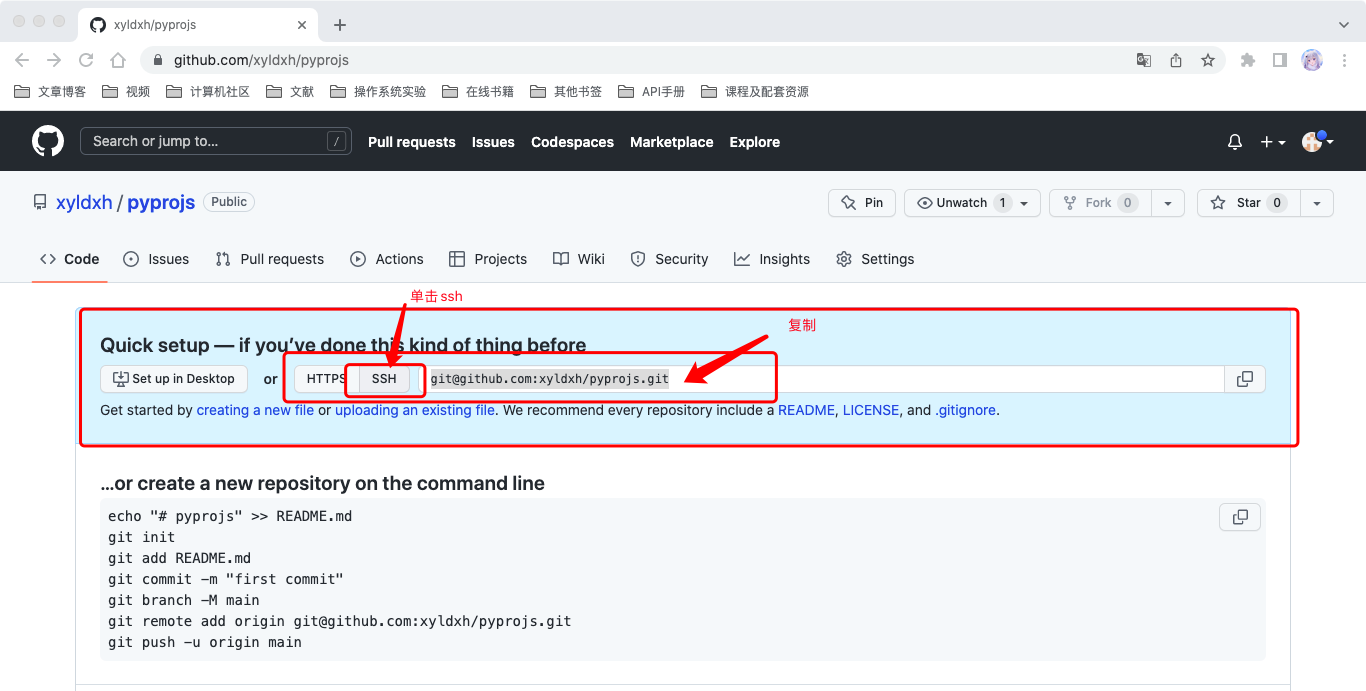 xyldxh/pyprojs
github.com/xyldxh/pyprojs
文章博客 视频 计算机社区 文献 操作系统实验 在线书籍 其他书签 API手册 课程及配套资源
Search or jump to... / Pull requests Issues Codespaces Marketplace Explore
xyldxh / pyprojs Public Pin Unwatch 1 Fork 0 Star 0
Code Issues Pull requests Actions Projects Wiki Security Insights Settings
单击ssh
复制
Quick setup — if you’ve done this kind of thing before
Set up in Desktop or HTTPS SSH git@github.com:xyldxh/pyprojs.git
Get started by creating a new file or uploading an existing file. We recommend every repository include a README, LICENSE, and .gitignore.
…or create a new repository on the command line
echo "# pyprojs" >> README.md
git init
git add README.md
git commit -m "first commit"
git branch -M main
git remote add origin git@github.com:xyldxh/pyprojs.git
git push -u origin main